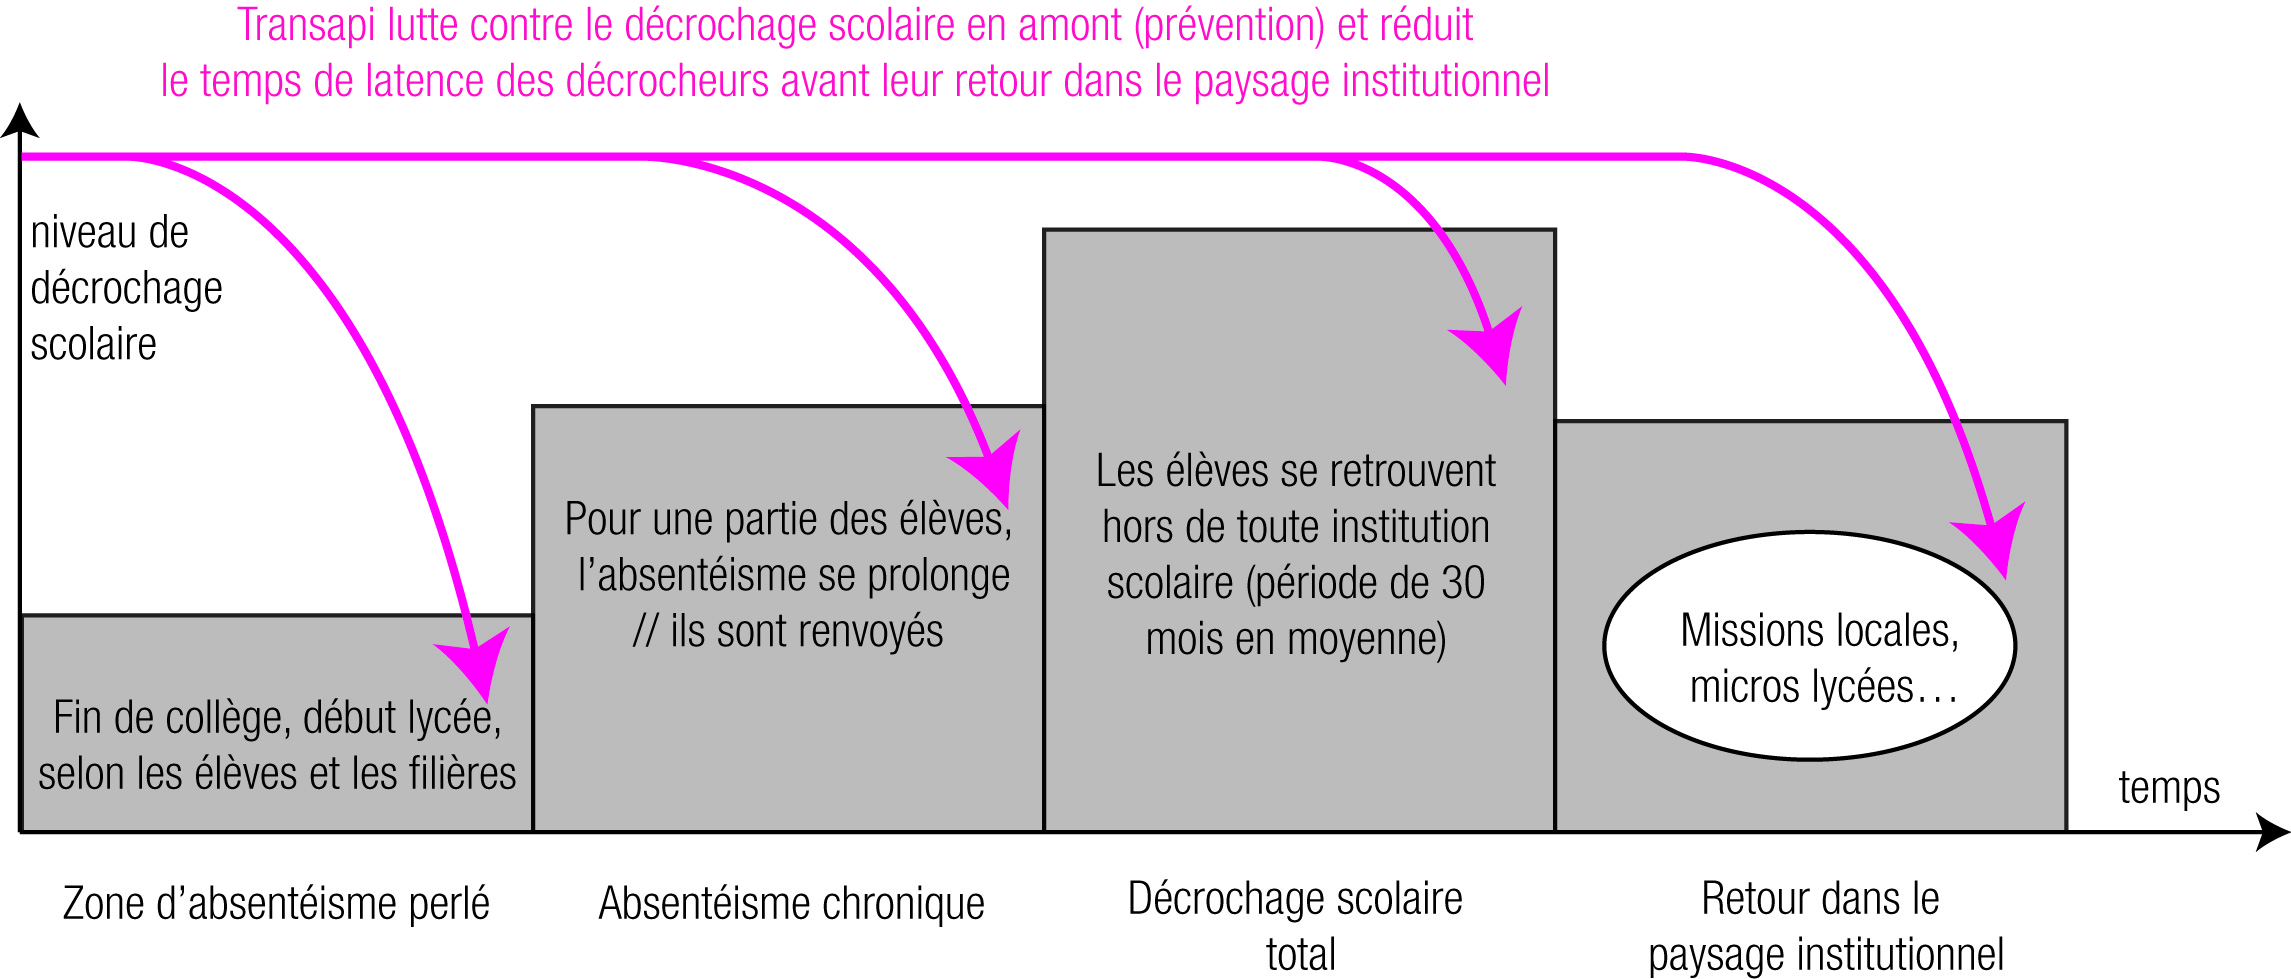 Transapi lutte contre le décrochage scolaire en amont (prévention) et réduit
le temps de latence des décrocheurs avant leur retour dans le paysage institutionnel
niveau de
décrochage
scolaire
Fin de collège, début lycée,
selon les élèves et les filières
Pour une partie des élèves,
l’absentéisme se prolonge
// ils sont renvoyés
Les élèves se retrouvent
hors de toute institution
scolaire (période de 30
mois en moyenne)
Missions locales,
micros lycées…
temps
Zone d’absentéisme perlé
Absentéisme chronique
Décrochage scolaire
total
Retour dans le
paysage institutionnel